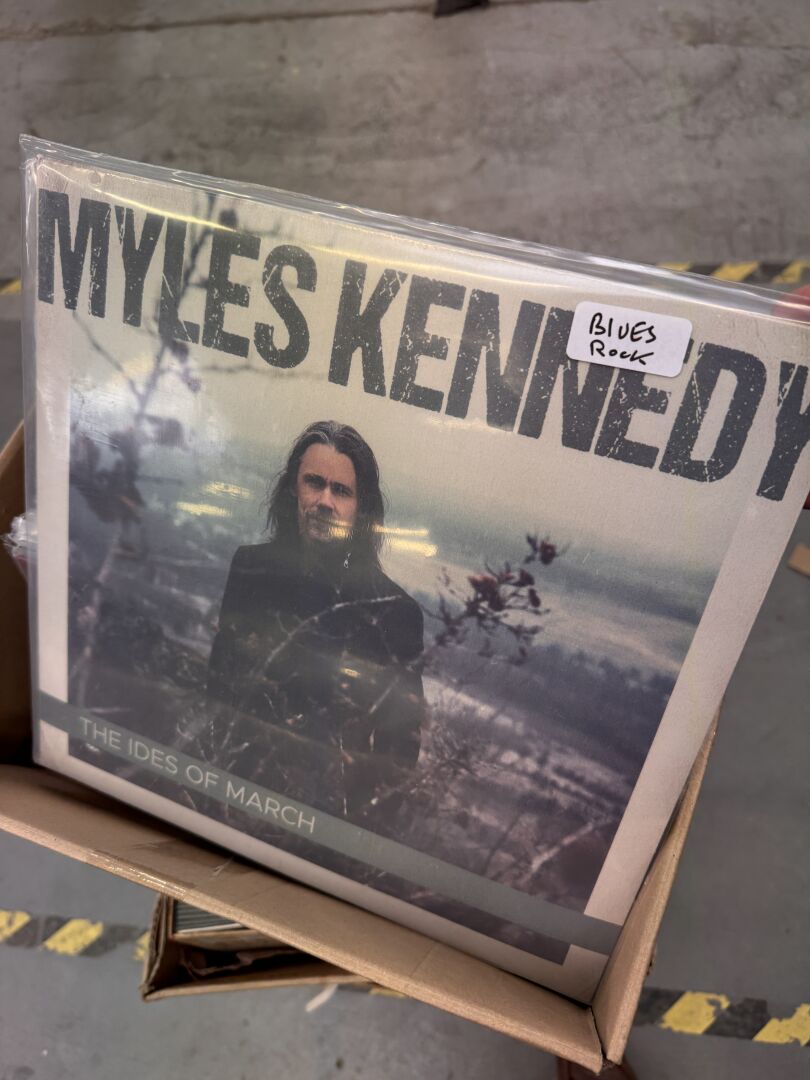 MYLES KENNEDY
BLUES
Rock
THE IDES OF MARCH